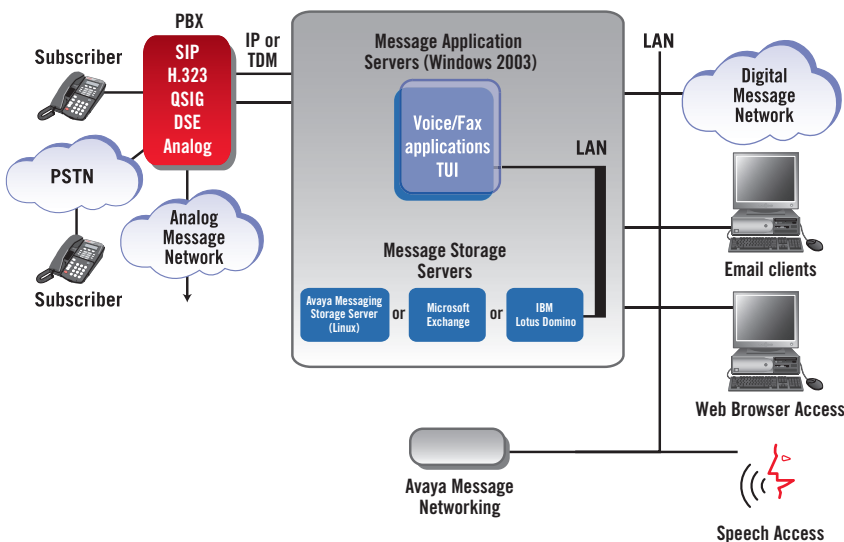 PBX
Subscriber
SIP
H.323
QSIG
DSE
Analog
IP or
TDM
PSTN
Analog
Message
Network
Subscriber
Message Application
Servers (Windows 2003)
Voice/Fax
applications
TUI
LAN
Message Storage
Servers
Avaya Messaging
Storage Server
(Linux)
or
Microsoft
Exchange
or
IBM
Lotus Domino
LAN
Digital
Message
Network
Email clients
Web Browser Access
Avaya Message
Networking
Speech Access